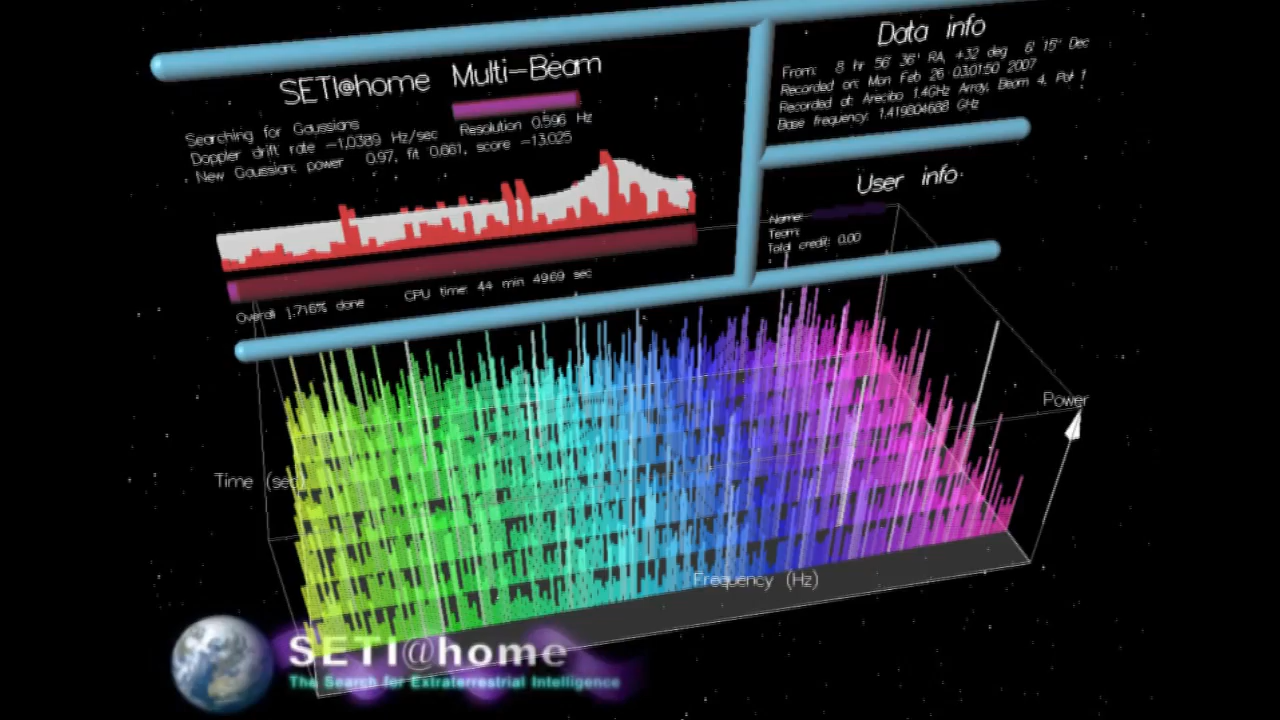 SETI@home Multi-Beam
Searching for Gaussians
Doppler drift rate -1.0389 Hz/sec Resolution 0.596 Hz
New Gaussian: power 0.97, fit 0.661, score -13.025
Overall 1.716% done CPU time: 44 min 49.69 sec
Data info
From: 8 hr 56' 36" RA, +32 deg 6' 15" Dec
Recorded on: Mon Feb 26 03:01:50 2007
Recorded at: Arecibo 1.4GHz Array, Beam 4, Pol 1
Base frequency: 1.419804688 GHz
User info
Name:
Team:
Total credit: 0.00
Power
Time (sec)
Frequency (Hz)
SETI@home
The Search for Extraterrestrial Intelligence